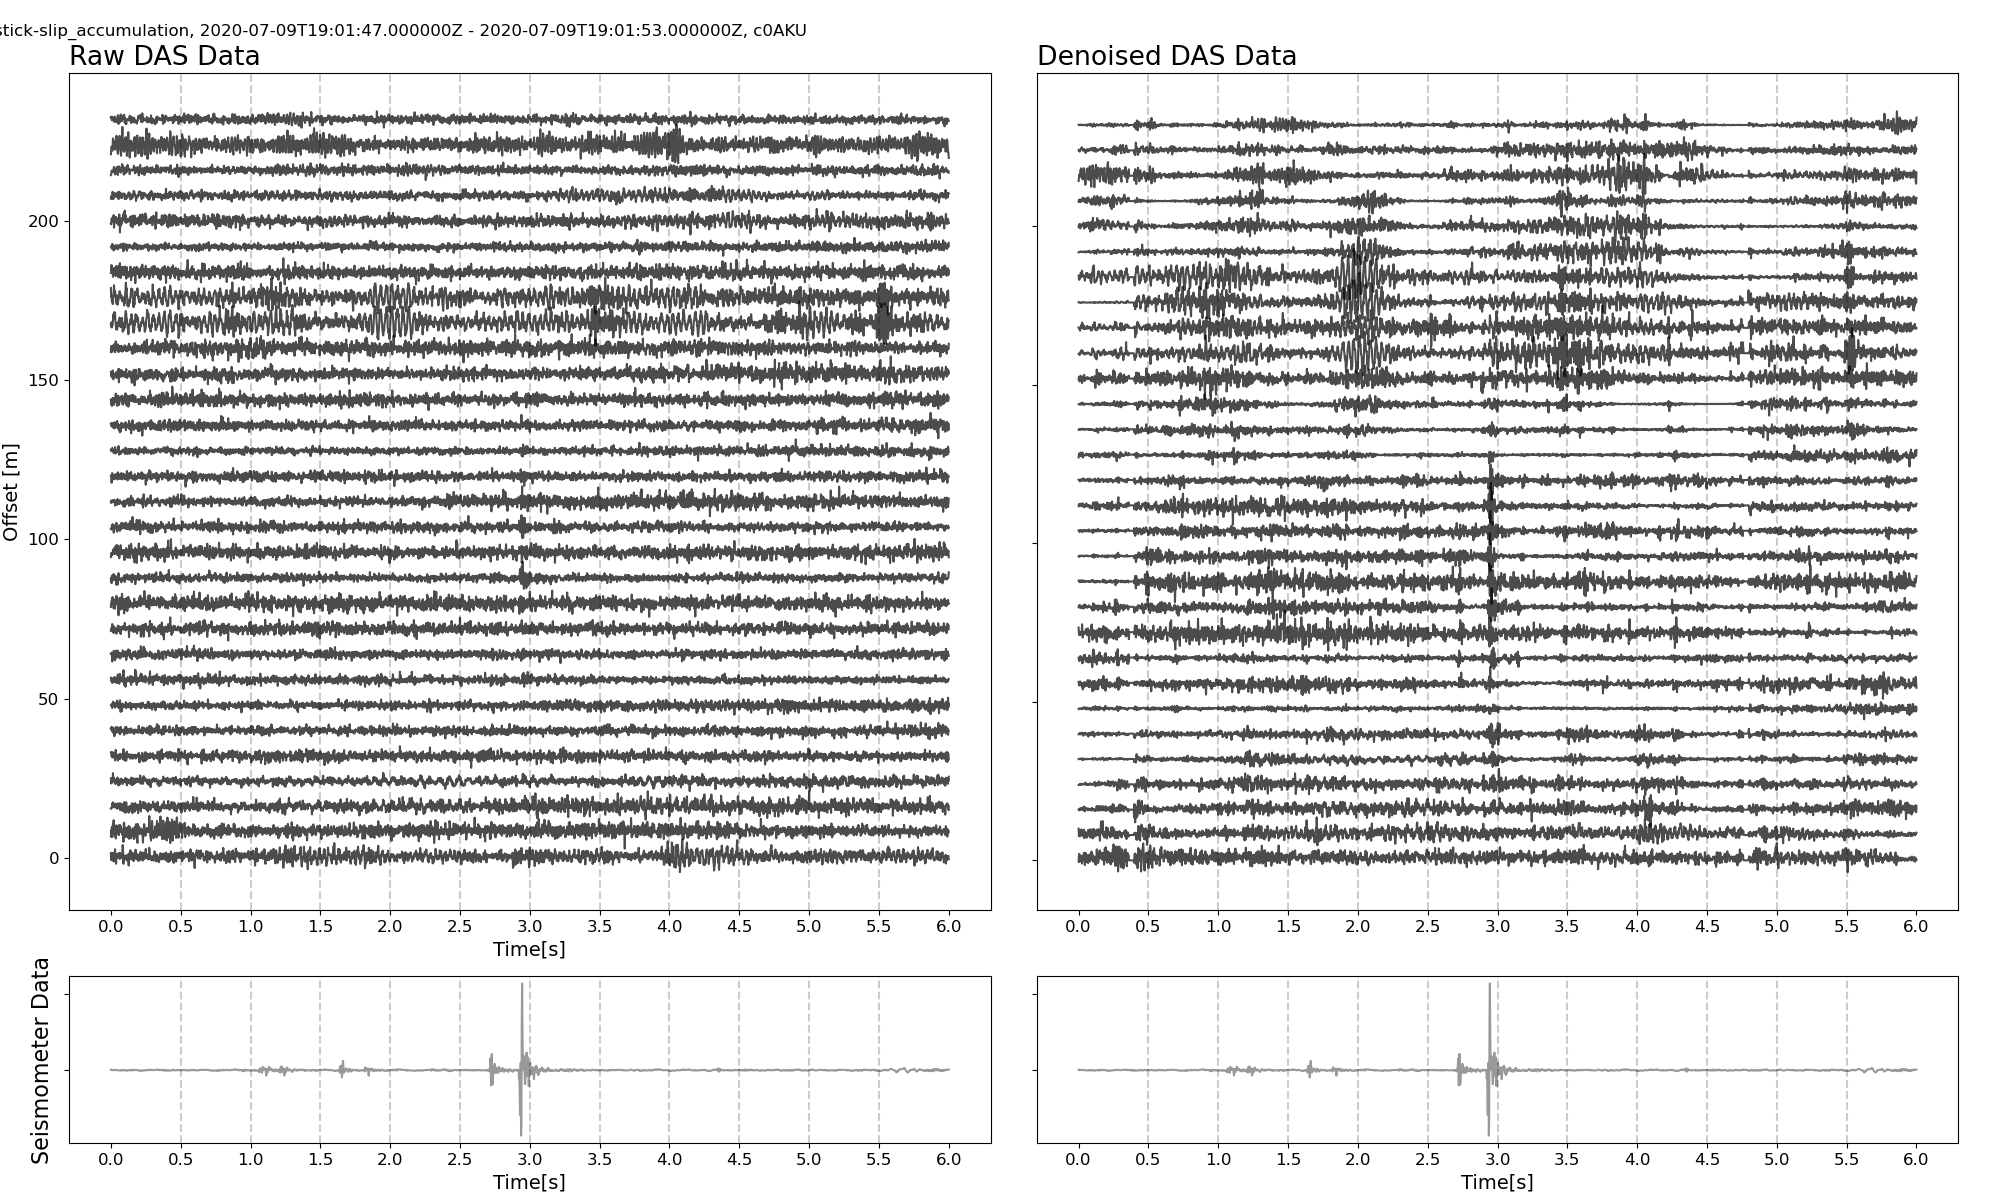 stick-slip_accumulation, 2020-07-09T19:01:47.000000Z - 2020-07-09T19:01:53.000000Z, c0AKU
Raw DAS Data
Denoised DAS Data
Offset [m]
200
150
100
50
0
0.0 0.5 1.0 1.5 2.0 2.5 3.0 3.5 4.0 4.5 5.0 5.5 6.0
Time[s]
0.0 0.5 1.0 1.5 2.0 2.5 3.0 3.5 4.0 4.5 5.0 5.5 6.0
Seismometer Data
0.0 0.5 1.0 1.5 2.0 2.5 3.0 3.5 4.0 4.5 5.0 5.5 6.0
Time[s]
0.0 0.5 1.0 1.5 2.0 2.5 3.0 3.5 4.0 4.5 5.0 5.5 6.0
Time[s]